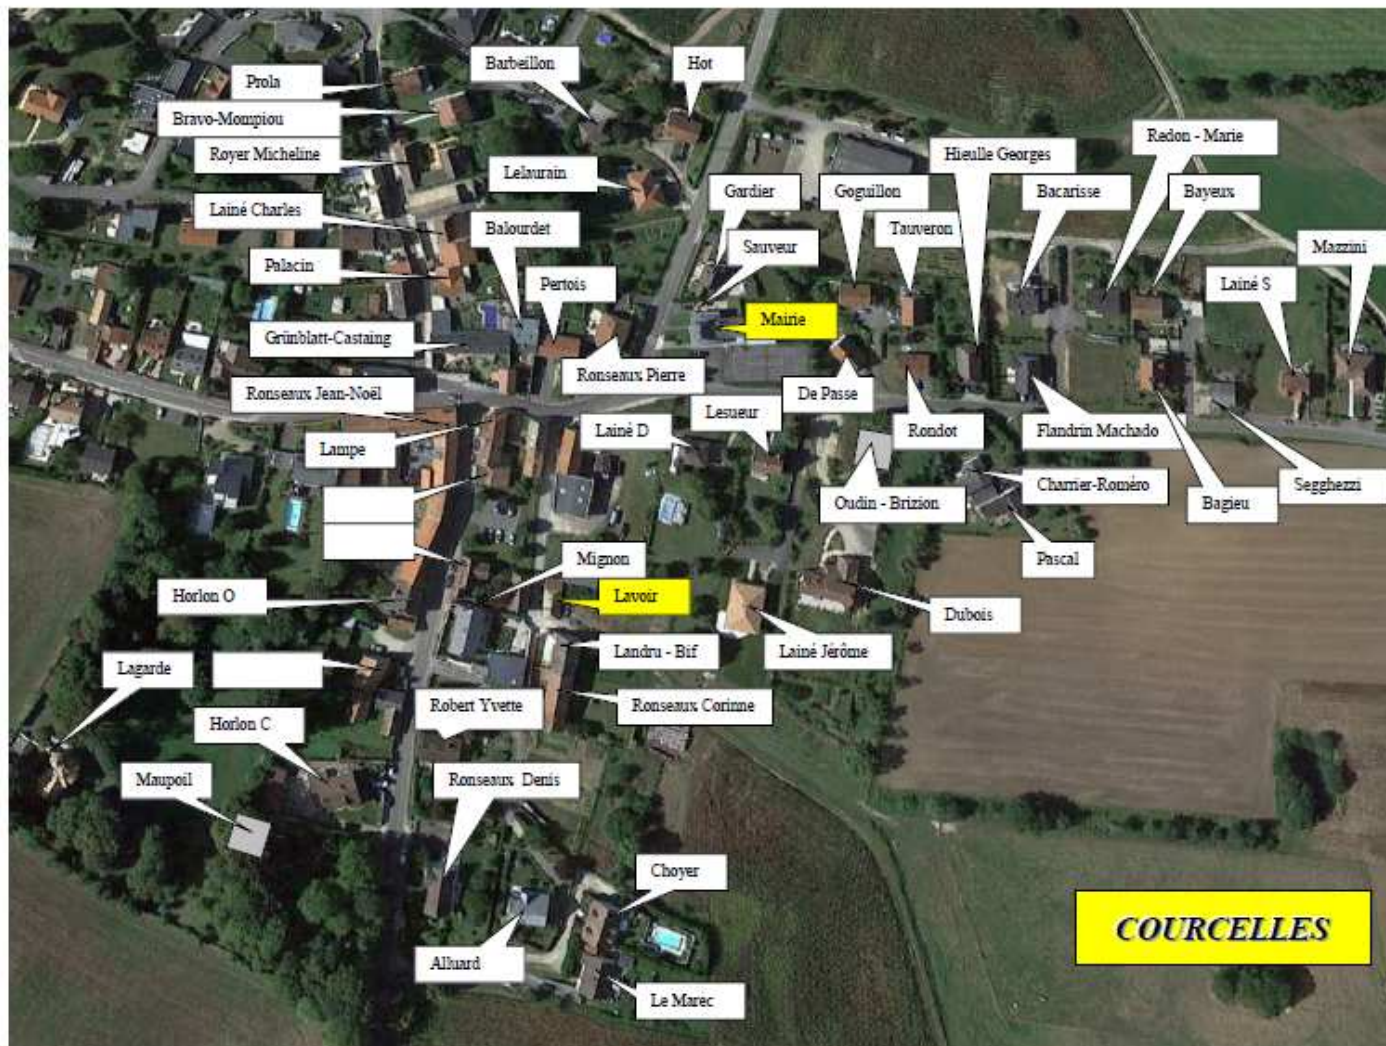 Barbeillon
Hot
Prola
Bravo-Mompiou
Redon - Marie
Royer Micheline
Hieulle Georges
Lelaurain
Gardier
Goguillon
Bacarisse
Bayeux
Lainé Charles
Balourdet
Tauveron
Sauveur
Mazzini
Palacin
Pertois
Lainé S
Mairie
Grünblatt-Castaing
Ronseaux Pierre
Ronseaux Jean-Noël
De Passe
Lesueur
Lainé D
Rondot
Flandrin Machado
Lampe
Charrier-Roméro
Segghezzi
Oudin - Brizion
Bagieu
Mignon
Pascal
Horlon O
Lavoir
Dubois
Landru - Bif
Lainé Jérôme
Lagarde
Robert Yvette
Ronseaux Corinne
Horlon C
Maupoil
Ronseaux Denis
Choyer
COURCELLES
Alluard
Le Marec